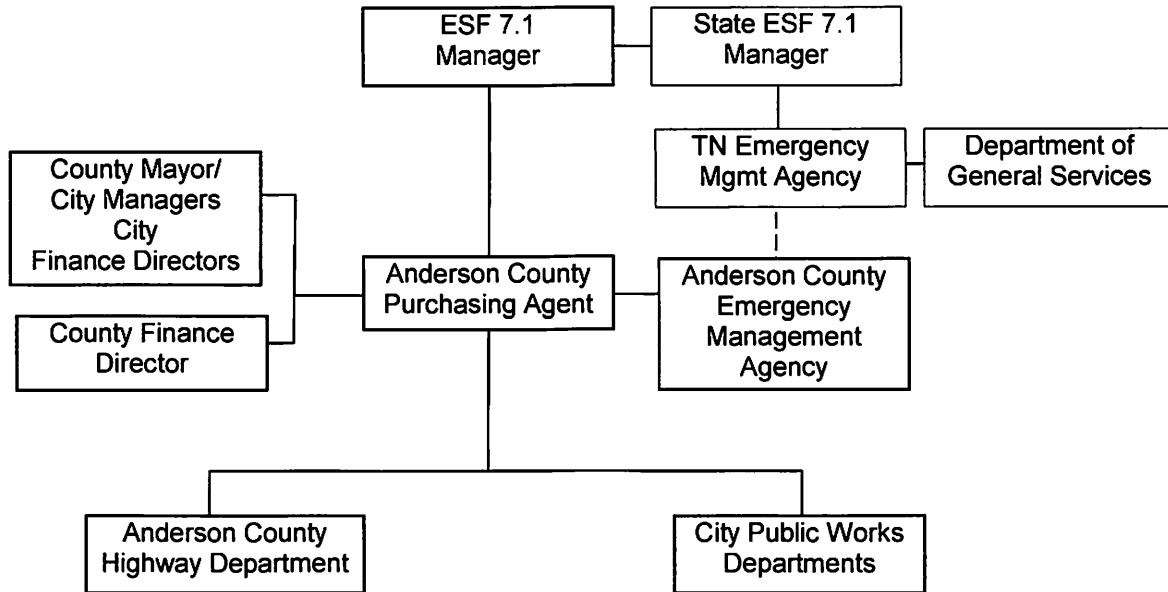 ESF 7.1
Manager
State ESF 7.1
Manager
TN Emergency
Mgmt Agency
Department of
General Services
County Mayor/
City Managers
City
Finance Directors
Anderson County
Purchasing Agent
Anderson County
Emergency
Management
Agency
County Finance
Director
Anderson County
Highway Department
City Public Works
Departments